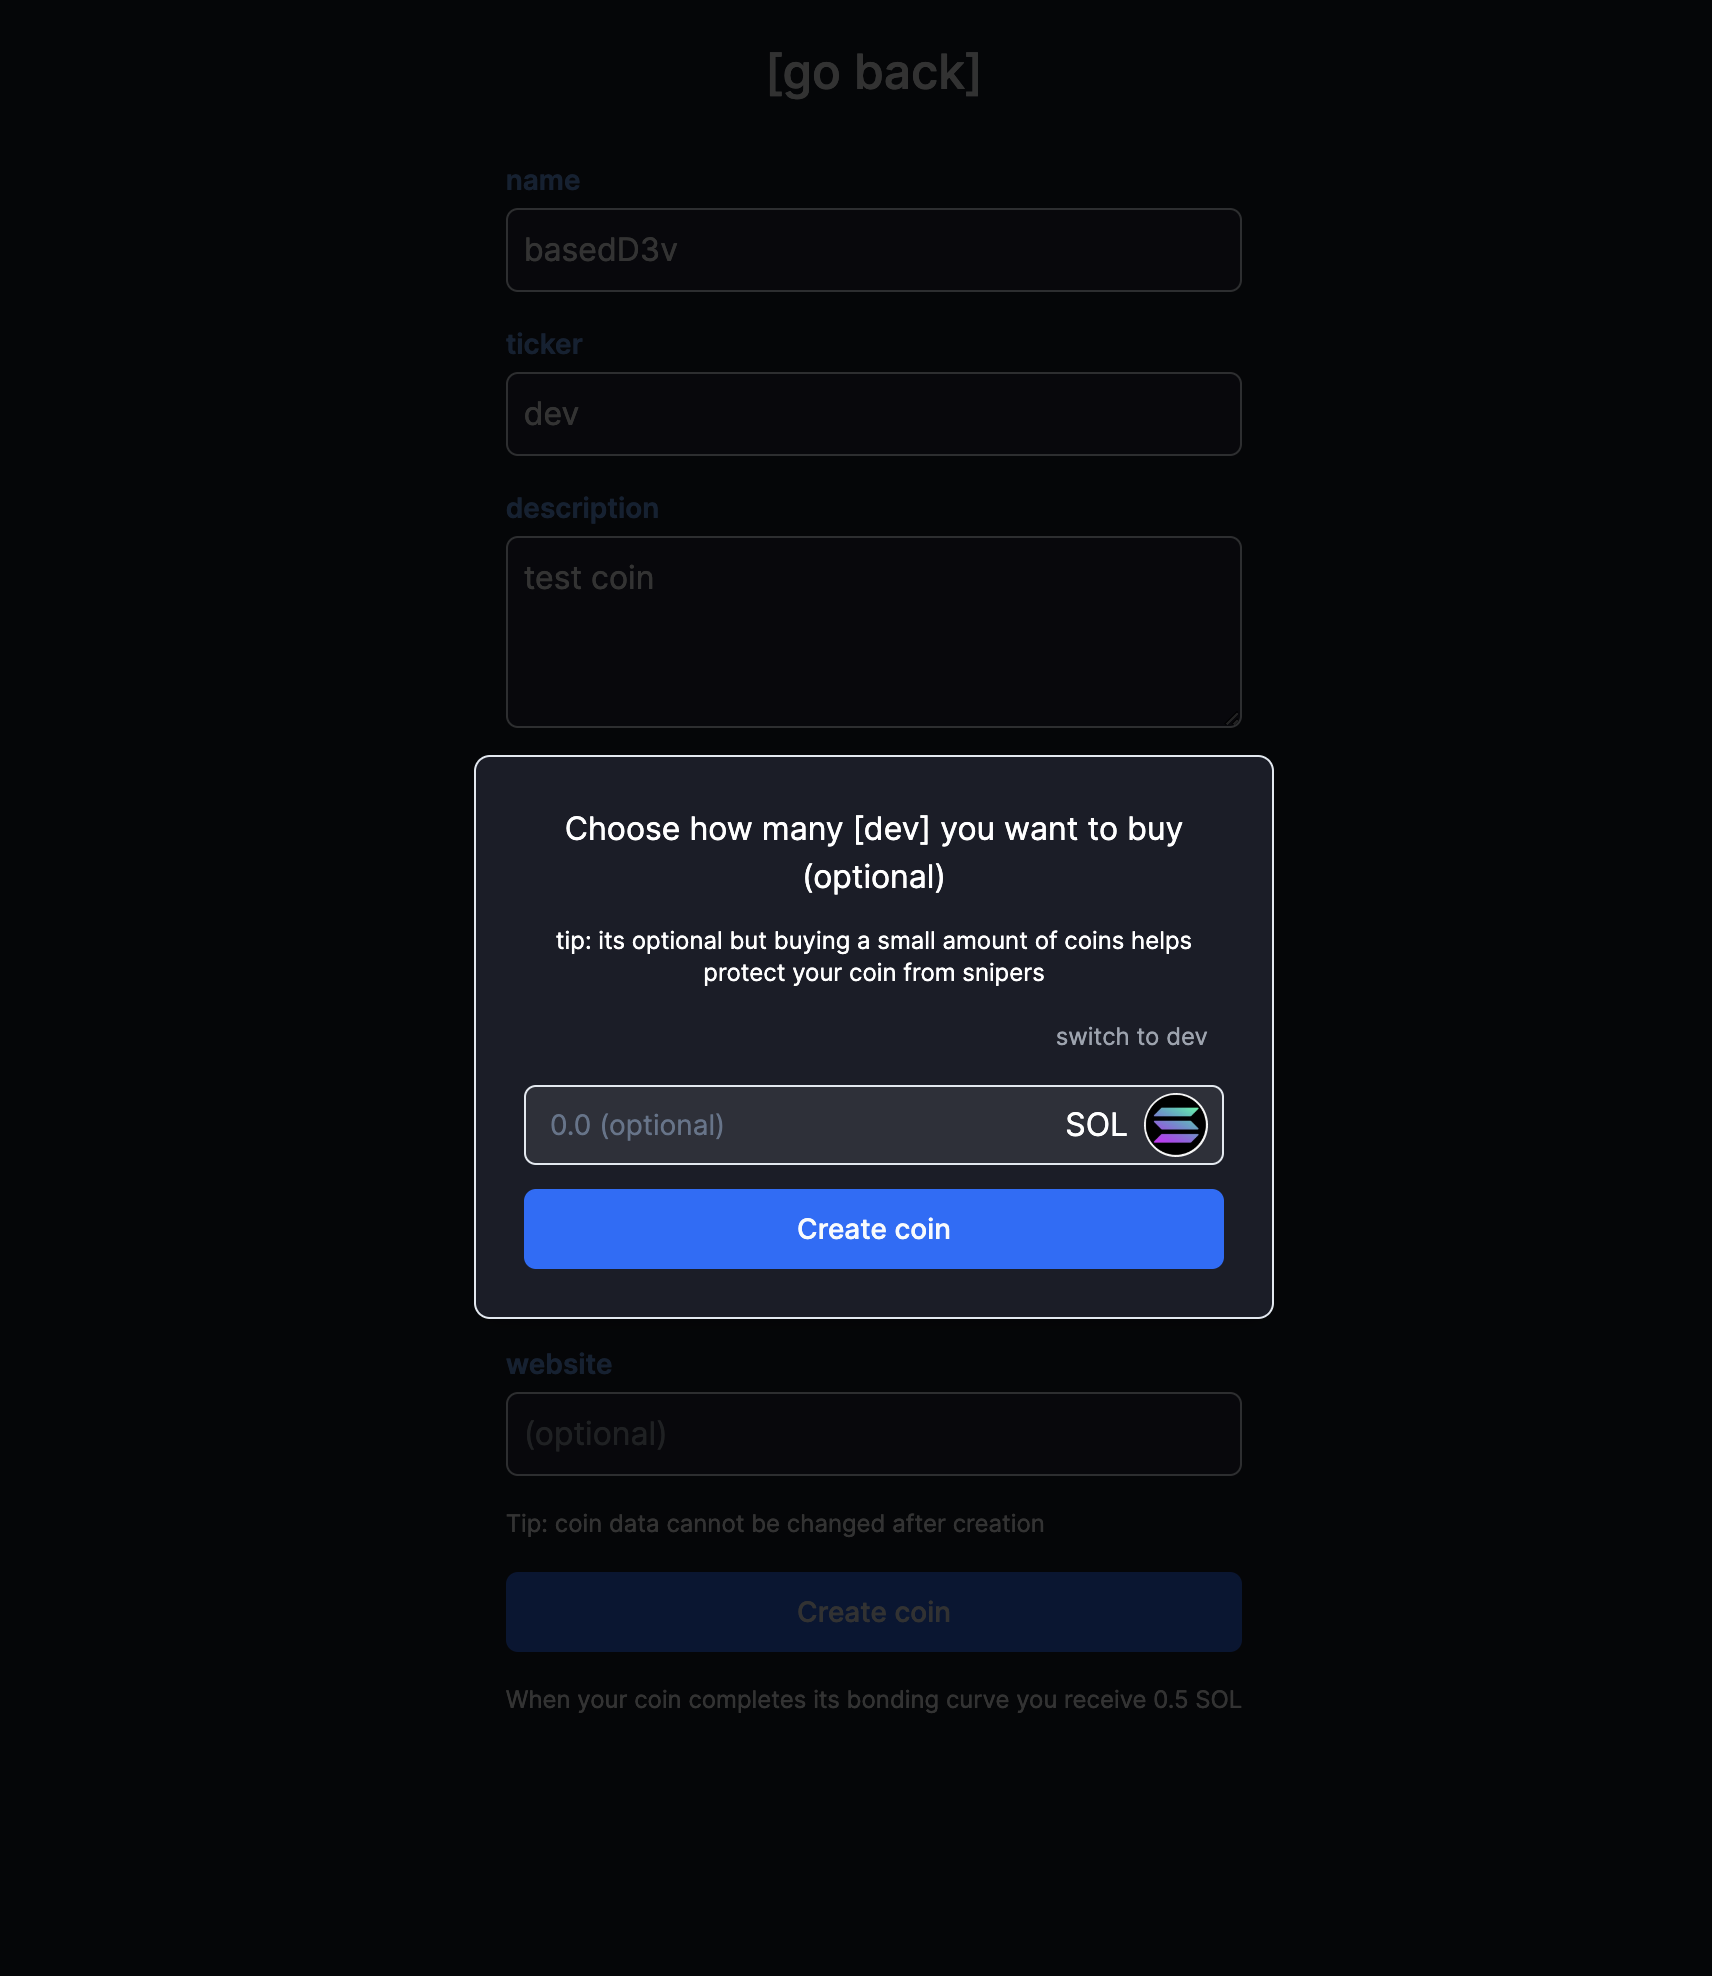 [go back]
name
basedD3v
ticker
dev
description
test coin
Choose how many [dev] you want to buy
(optional)
tip: its optional but buying a small amount of coins helps
protect your coin from snipers
switch to dev
0.0 (optional)
SOL
Create coin
website
(optional)
Tip: coin data cannot be changed after creation
Create coin
When your coin completes its bonding curve you receive 0.5 SOL